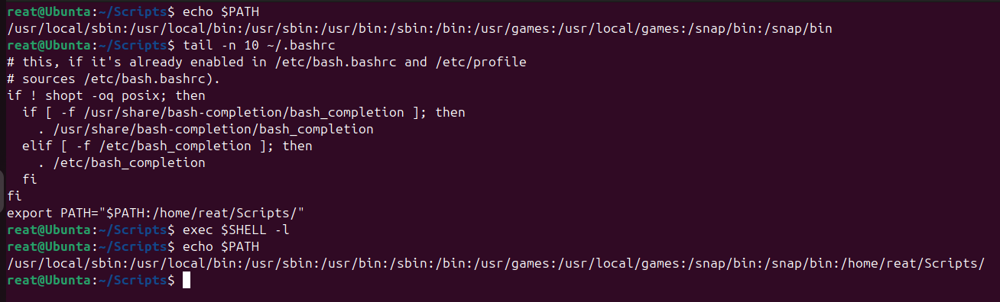 reat@Ubunta:~/Scripts$ echo $PATH
/usr/local/sbin:/usr/local/bin:/usr/sbin:/usr/bin:/sbin:/bin:/usr/games:/usr/local/games:/snap/bin:/snap/bin
reat@Ubunta:~/Scripts$ tail -n 10 ~/.bashrc
# this, if it's already enabled in /etc/bash.bashrc and /etc/profile
# sources /etc/bash.bashrc).
if ! shopt -oq posix; then
  if [ -f /usr/share/bash-completion/bash_completion ]; then
    . /usr/share/bash-completion/bash_completion
  elif [ -f /etc/bash_completion ]; then
    . /etc/bash_completion
  fi
fi
export PATH="$PATH:/home/reat/Scripts/"
reat@Ubunta:~/Scripts$ exec $SHELL -l
reat@Ubunta:~/Scripts$ echo $PATH
/usr/local/sbin:/usr/local/bin:/usr/sbin:/usr/bin:/sbin:/bin:/usr/games:/usr/local/games:/snap/bin:/snap/bin:/home/reat/Scripts/
reat@Ubunta:~/Scripts$